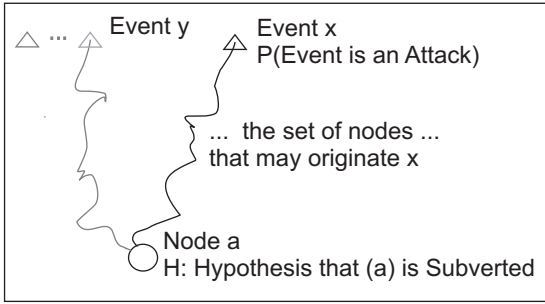 ... Event y
Event x
P(Event is an Attack)
... the set of nodes ...
that may originate x
Node a
H: Hypothesis that (a) is Subverted